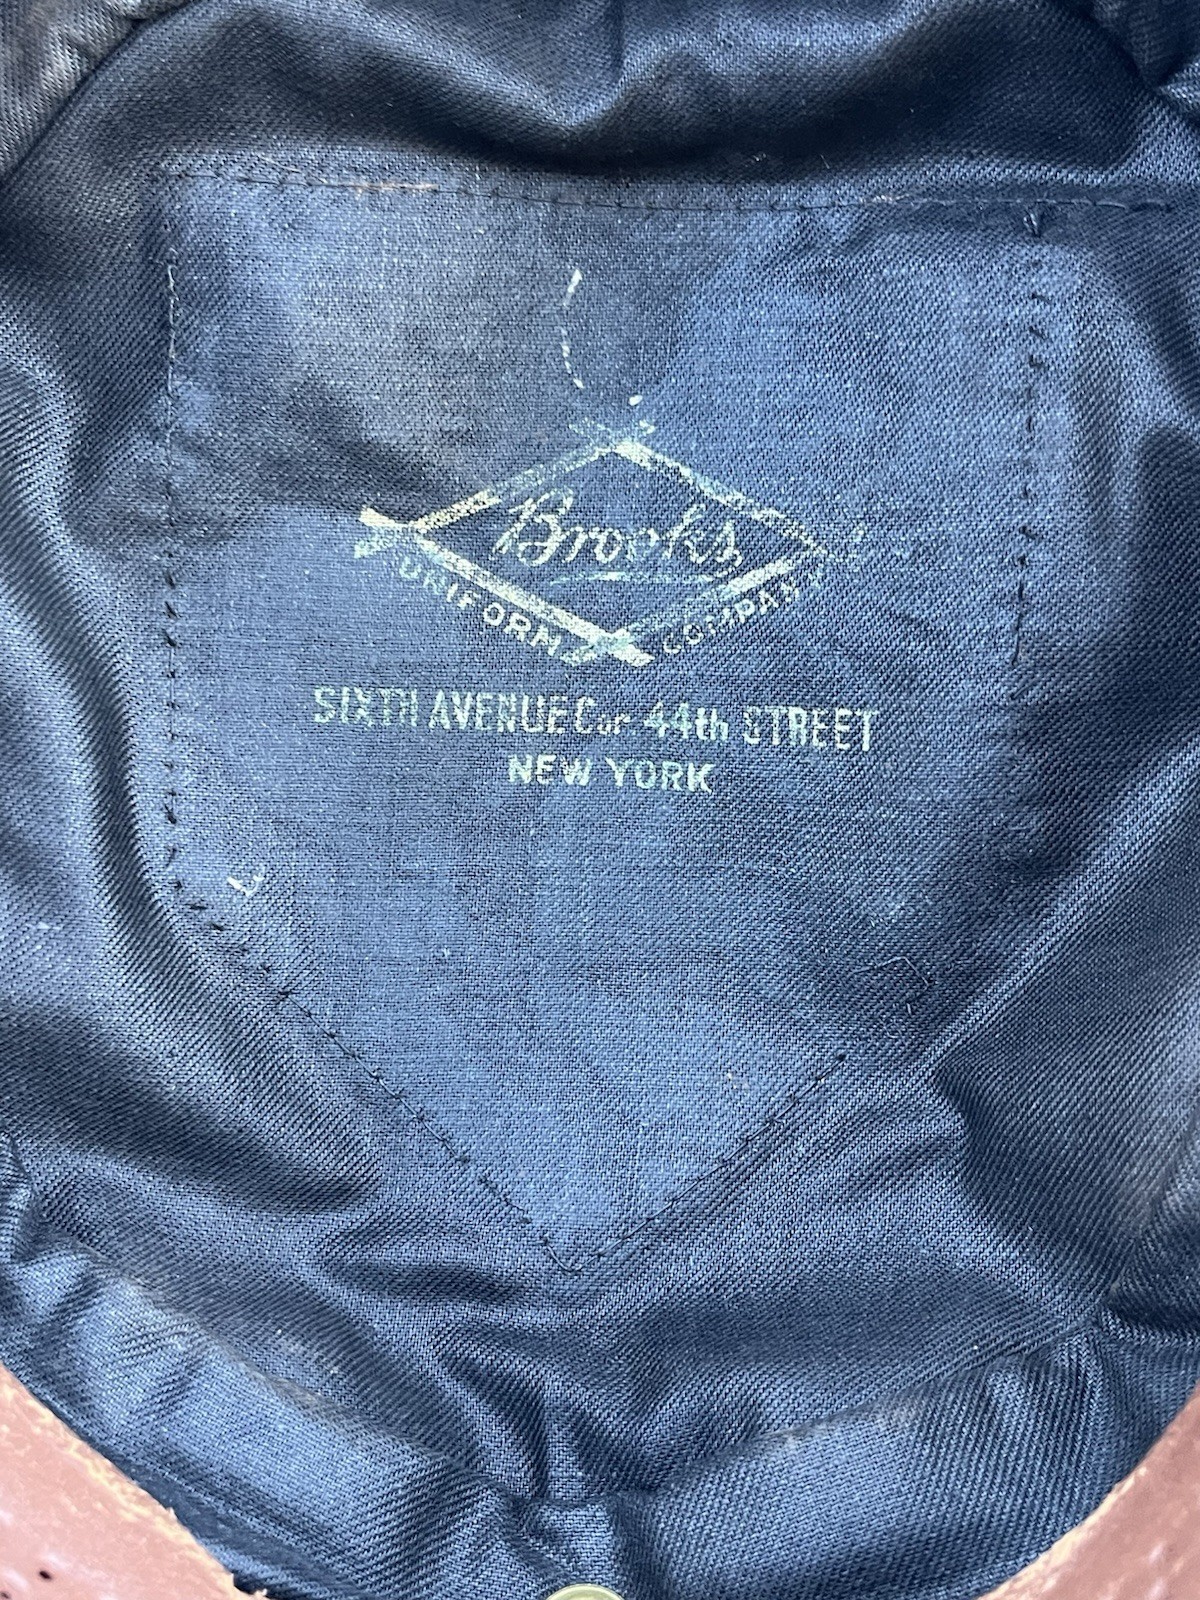 Brooks
UNIFORM COMPANY
SIXTH AVENUE Cor. 44th STREET
NEW YORK